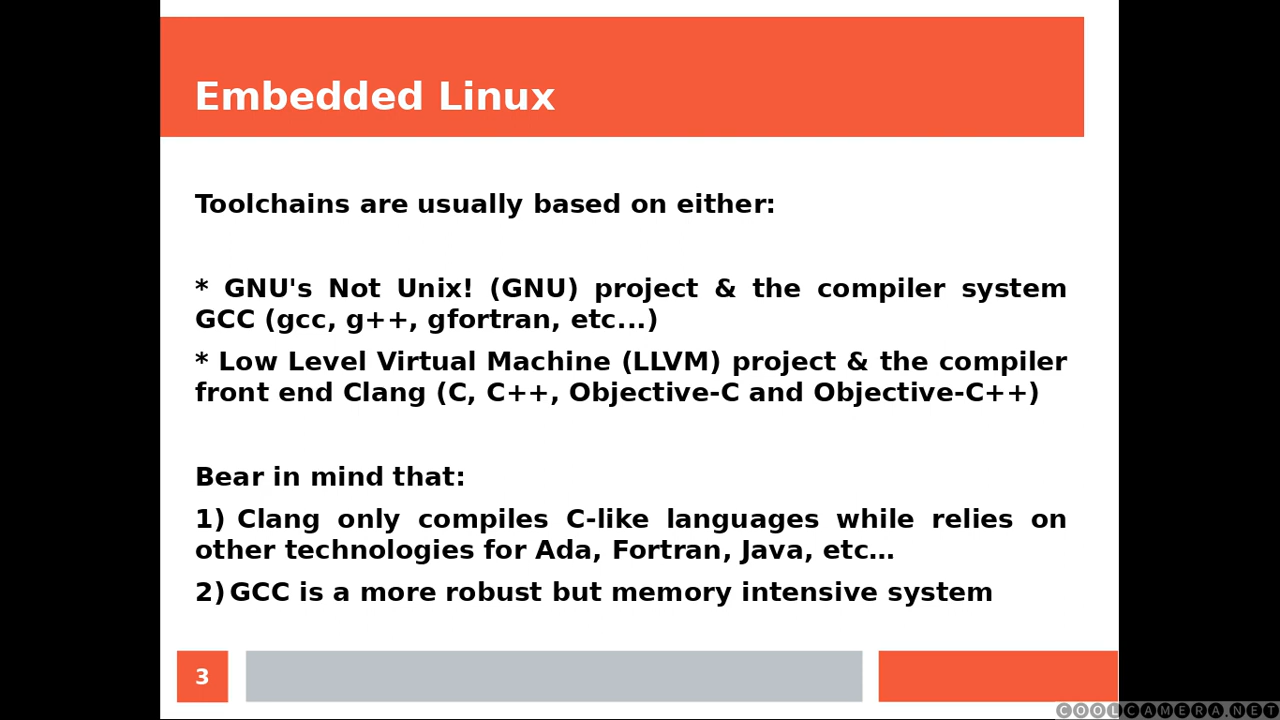 Embedded Linux
Toolchains are usually based on either:
* GNU's Not Unix! (GNU) project & the compiler system
GCC (gcc, g++, gfortran, etc...)
* Low Level Virtual Machine (LLVM) project & the compiler
front end Clang (C, C++, Objective-C and Objective-C++)
Bear in mind that:
1) Clang only compiles C-like languages while relies on
other technologies for Ada, Fortran, Java, etc…
2) GCC is a more robust but memory intensive system
3
COOLCAMERA.NET